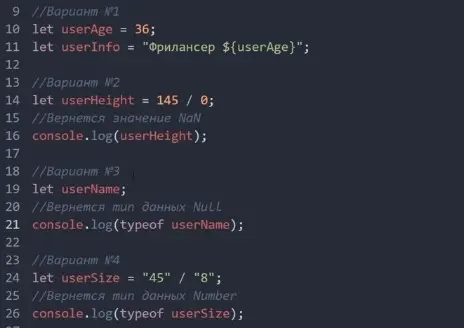 9 //Вариант №1
10 let userAge = 36;
11 let userInfo = "Фрилансер ${userAge}";
12
13 //Вариант №2
14 let userHeight = 145 / 0;
15 //Вернется значение NaN
16 console.log(userHeight);
17
18 //Вариант №3
19 let userName;
20 //Вернется тип данных Null
21 console.log(typeof userName);
22
23 //Вариант №4
24 let userSize = "45" / "8";
25 //Вернется тип данных Number
26 console.log(typeof userSize);
27